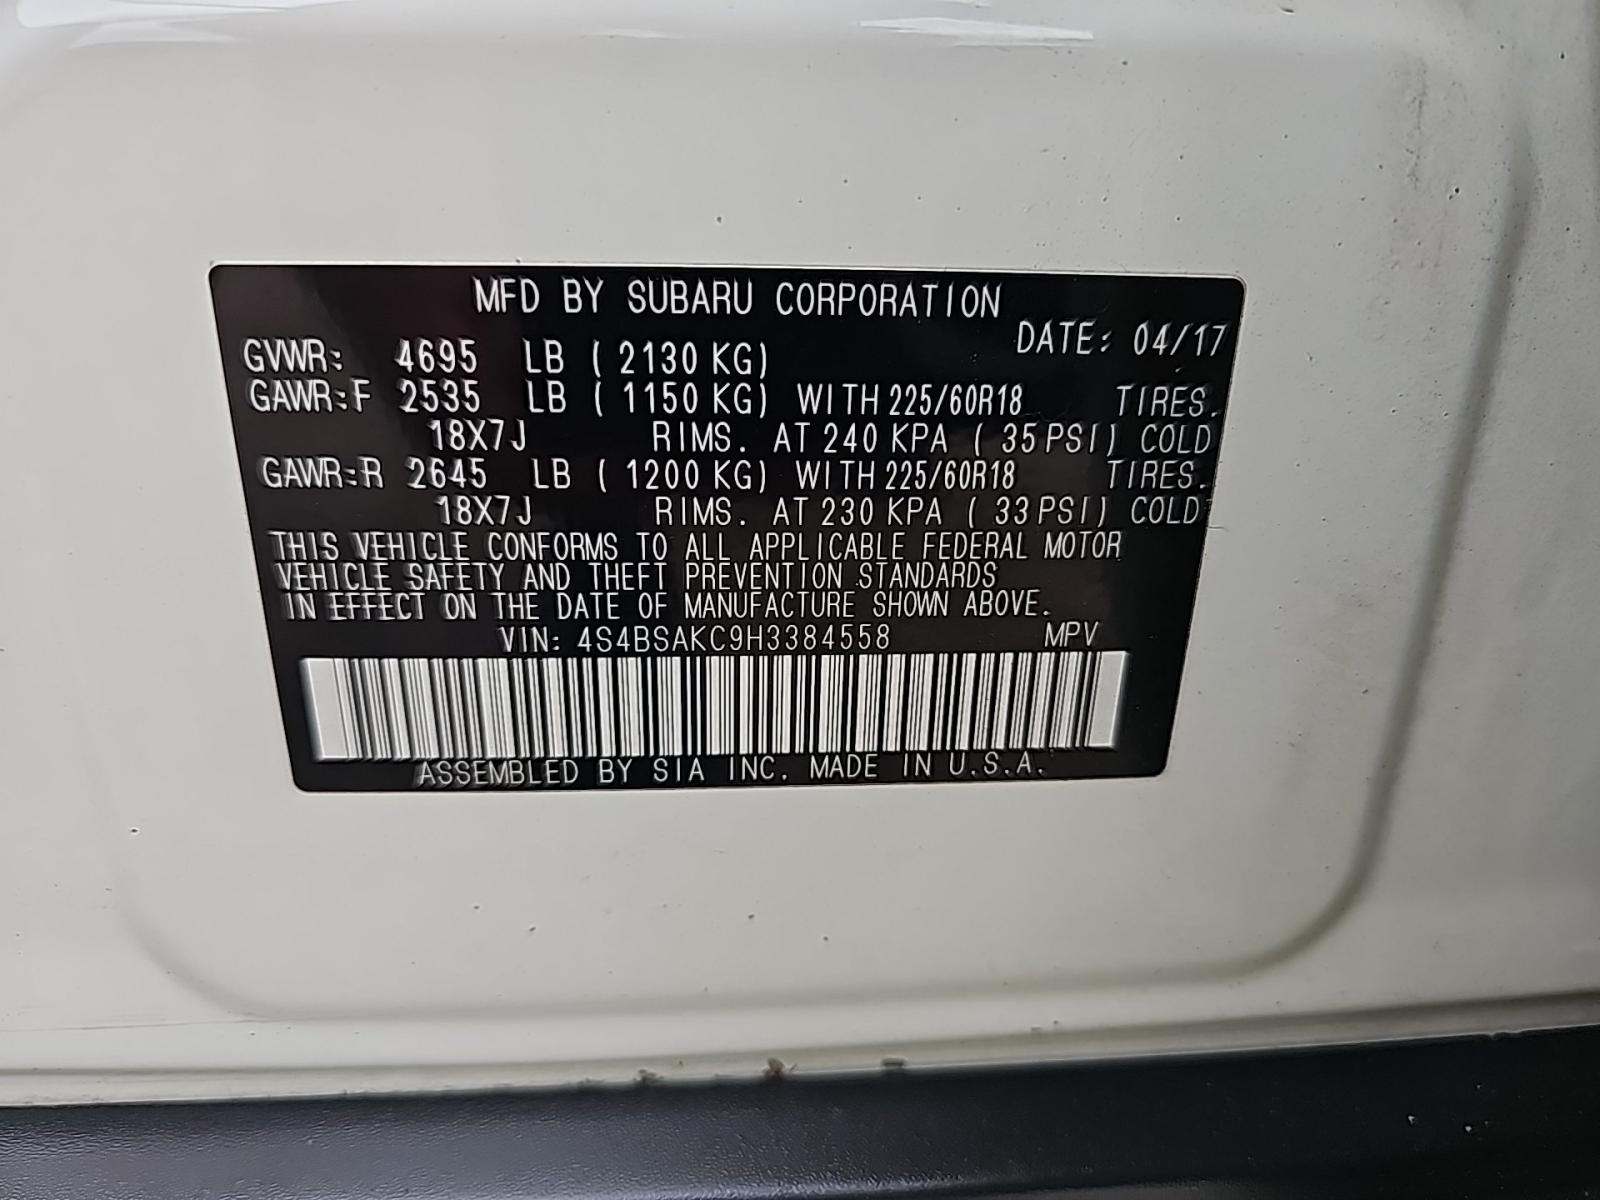 MFD BY SUBARU CORPORATION
DATE: 04/17
GVWR: 4695 LB ( 2130 KG)
GAWR:F 2535 LB ( 1150 KG) WITH 225/60R18 TIRES.
18X7J RIMS. AT 240 KPA ( 35 PSI) COLD
GAWR:R 2645 LB ( 1200 KG) WITH 225/60R18 TIRES.
18X7J RIMS. AT 230 KPA ( 33 PSI) COLD
THIS VEHICLE CONFORMS TO ALL APPLICABLE FEDERAL MOTOR
VEHICLE SAFETY AND THEFT PREVENTION STANDARDS
IN EFFECT ON THE DATE OF MANUFACTURE SHOWN ABOVE.
VIN: 4S4BSAKC9H3384558 MPV
ASSEMBLED BY SIA INC. MADE IN U.S.A.